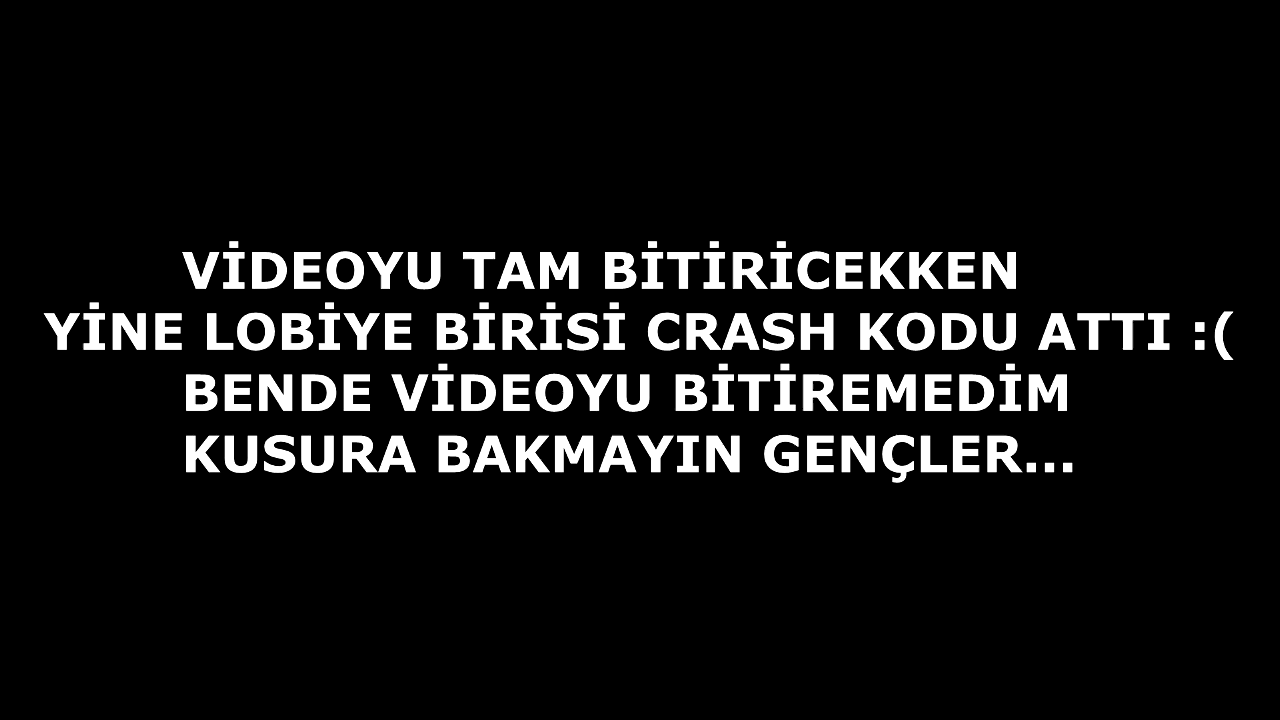 VİDEOYU TAM BİTİRİCEKKEN
YİNE LOBİYE BİRİSİ CRASH KODU ATTI :(
BENDE VİDEOYU BİTİREMEDİM
KUSURA BAKMAYIN GENÇLER...